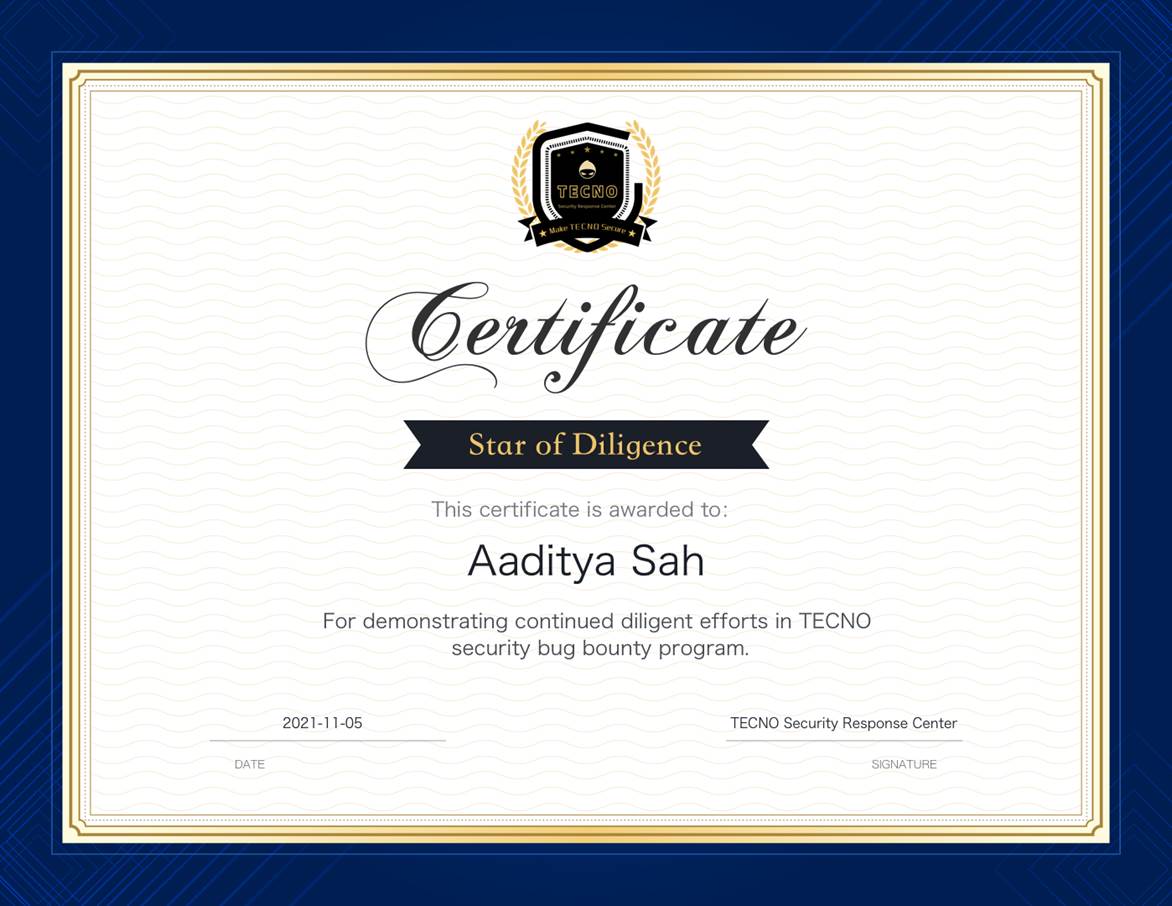 TECNO
Security Response Center
Make TECNO Secure
Certificate
Star of Diligence
This certificate is awarded to:
Aaditya Sah
For demonstrating continued diligent efforts in TECNO
security bug bounty program.
2021-11-05
TECNO Security Response Center
DATE
SIGNATURE